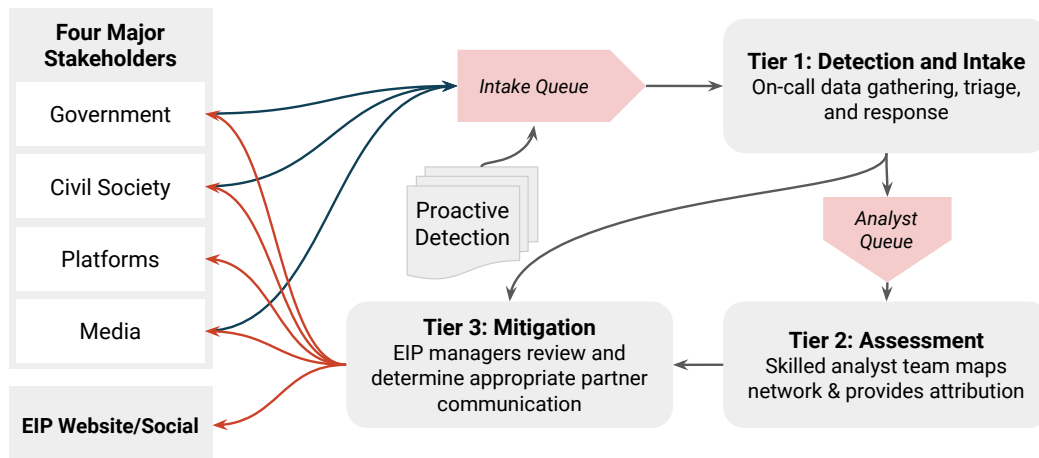 Four Major
Stakeholders
Government
Civil Society
Platforms
Media
EIP Website/Social
Intake Queue
Proactive
Detection
Tier 1: Detection and Intake
On-call data gathering, triage,
and response
Analyst
Queue
Tier 2: Assessment
Skilled analyst team maps
network & provides attribution
Tier 3: Mitigation
EIP managers review and
determine appropriate partner
communication